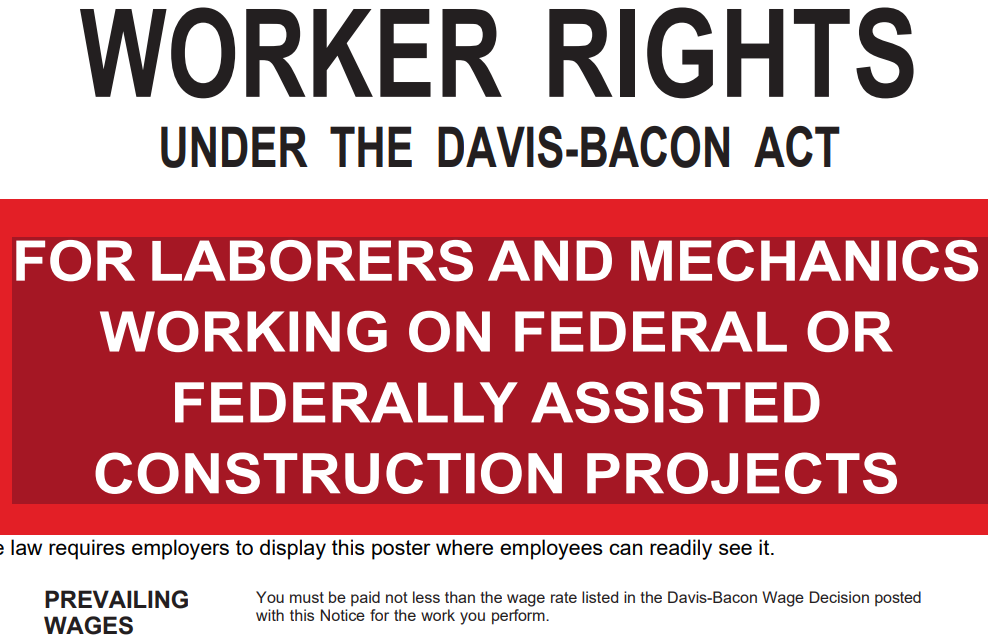 WORKER RIGHTS
UNDER THE DAVIS-BACON ACT
FOR LABORERS AND MECHANICS
WORKING ON FEDERAL OR
FEDERALLY ASSISTED
CONSTRUCTION PROJECTS
law requires employers to display this poster where employees can readily see it.
PREVAILING
WAGES
You must be paid not less than the wage rate listed in the Davis-Bacon Wage Decision posted
with this Notice for the work you perform.